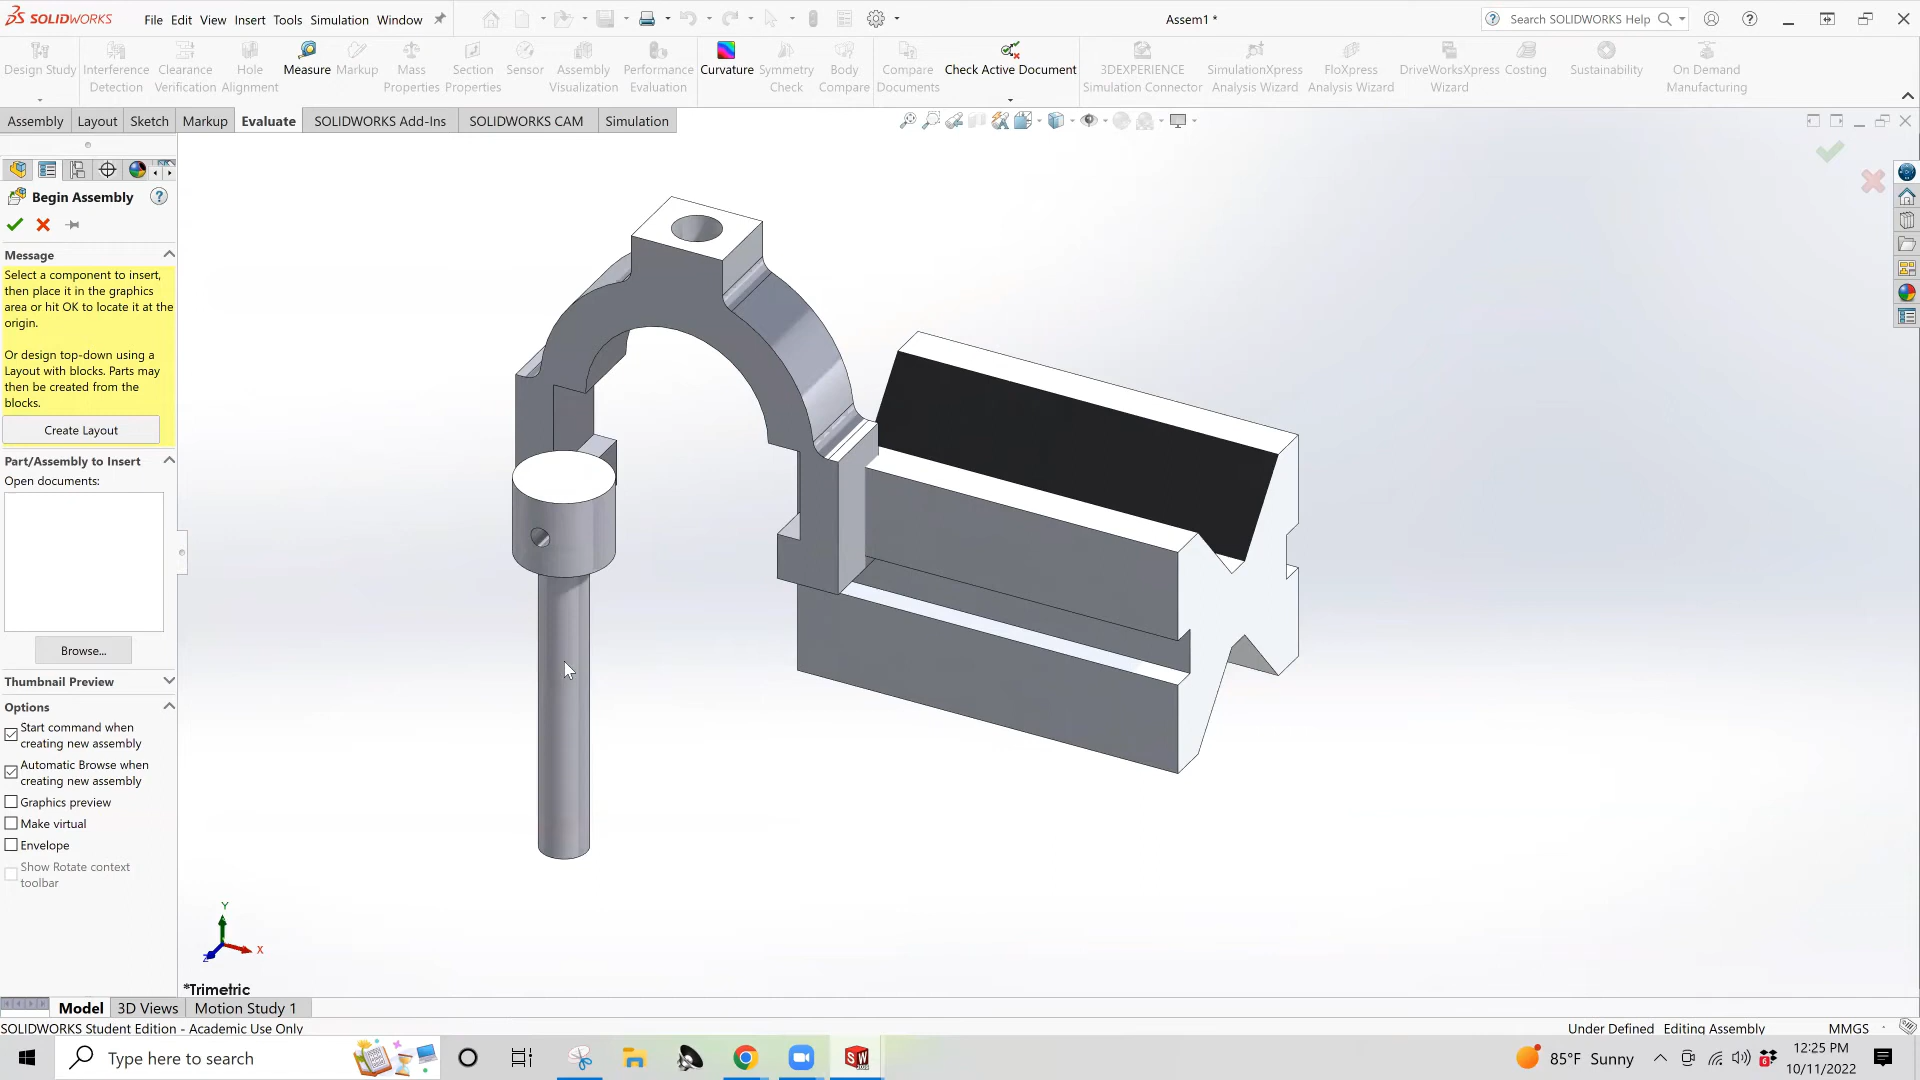 SOLIDWORKS
File Edit View Insert Tools Simulation Window
Assem1 *
Search SOLIDWORKS Help
Design Study
Interference Detection
Clearance Verification
Hole Alignment
Measure
Markup
Mass Properties
Section Properties
Sensor
Assembly Visualization
Performance Evaluation
Curvature
Symmetry Check
Body Compare
Compare Documents
Check Active Document
3DEXPERIENCE Simulation Connector
SimulationXpress Analysis Wizard
FloXpress Analysis Wizard
DriveWorksXpress Wizard
Costing
Sustainability
On Demand Manufacturing
Assembly Layout Sketch Markup Evaluate SOLIDWORKS Add-Ins SOLIDWORKS CAM Simulation
Begin Assembly
Message
Select a component to insert,
then place it in the graphics
area or hit OK to locate it at the
origin.
Or design top-down using a
Layout with blocks. Parts may
then be created from the
blocks.
Create Layout
Part/Assembly to Insert
Open documents:
Browse...
Thumbnail Preview
Options
Start command when
creating new assembly
Automatic Browse when
creating new assembly
Graphics preview
Make virtual
Envelope
Show Rotate context
toolbar
Y
X
Z
*Trimetric
Model 3D Views Motion Study 1
SOLIDWORKS Student Edition - Academic Use Only
Under Defined Editing Assembly MMGS
Type here to search
85°F Sunny
12:25 PM
10/11/2022